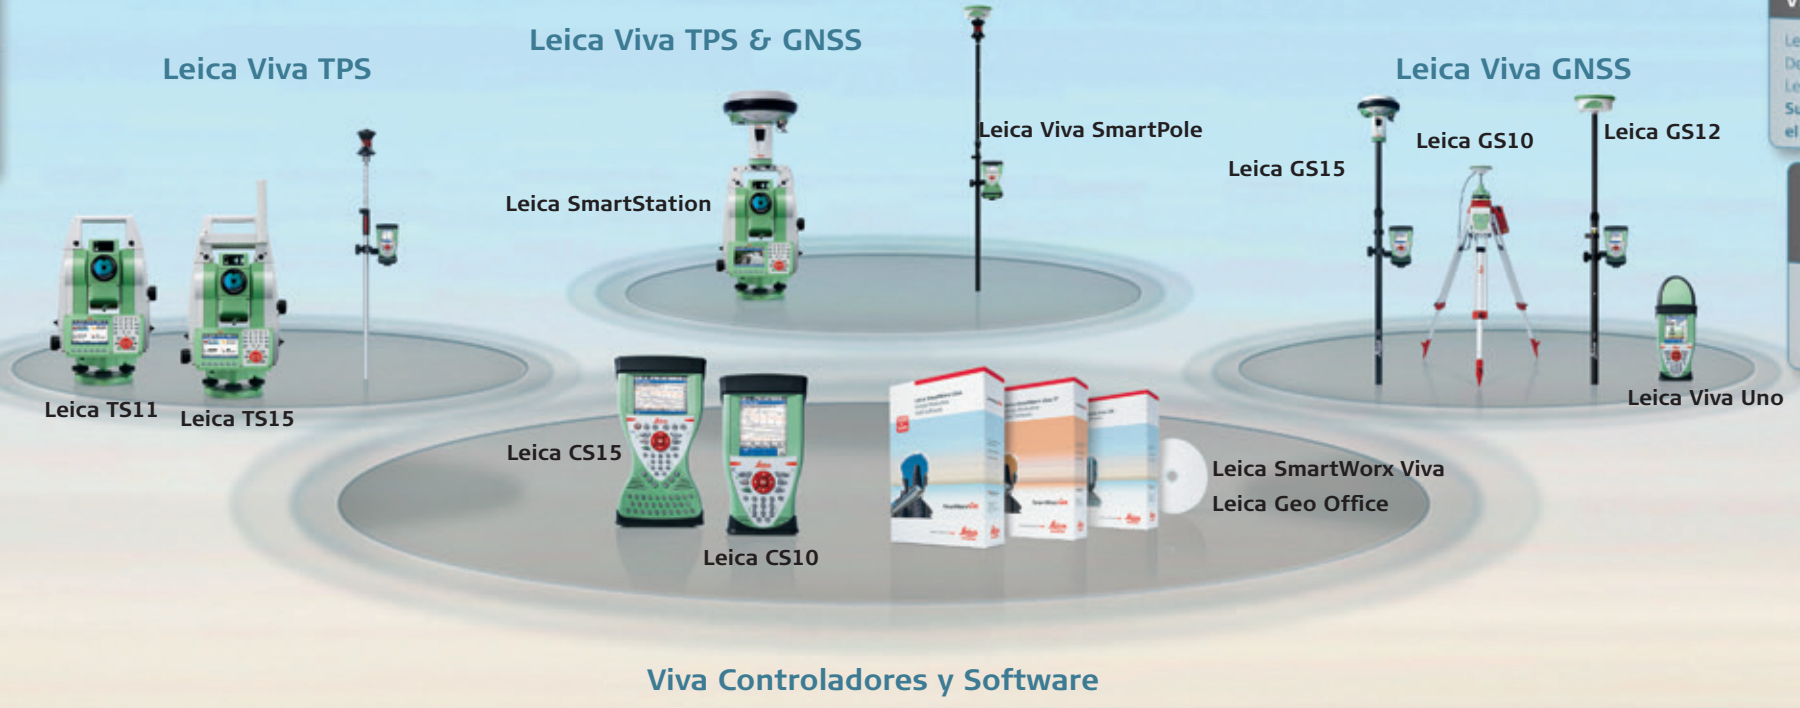 Leica Viva TPS & GNSS
Leica Viva TPS
Leica Viva GNSS
Leica Viva SmartPole
Leica GS10
Leica GS12
Leica GS15
Leica SmartStation
Leica TS11
Leica TS15
Leica Viva Uno
Leica CS15
Leica SmartWorx Viva
Leica Geo Office
Leica CS10
Viva Controladores y Software